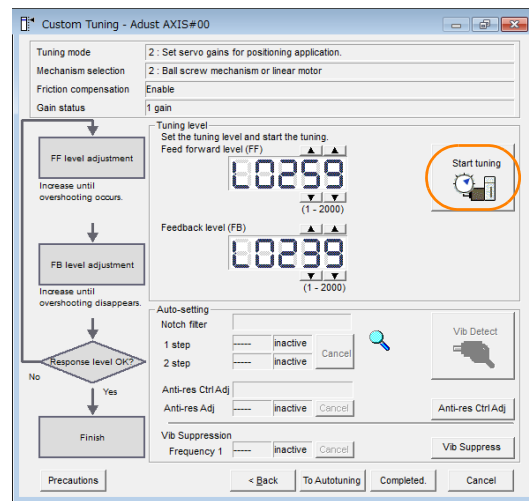 Custom Tuning - Adust AXIS#00
Tuning mode
2 : Set servo gains for positioning application.
Mechanism selection
2 : Ball screw mechanism or linear motor
Friction compensation
Enable
Gain status
1 gain
FF level adjustment
Increase until
overshooting occurs.
FB level adjustment
Increase until
overshooting disappears.
Response level OK?
No
Yes
Finish
Tuning level
Set the tuning level and start the tuning.
Feed forward level (FF)
L0259
(1 - 2000)
Feedback level (FB)
L0239
(1 - 2000)
Start tuning
Auto-setting
Notch filter
1 step
-----
inactive
Cancel
2 step
-----
inactive
Vib Detect
Anti-res Ctrl Adj
Anti-res Adj
-----
inactive
Cancel
Anti-res Ctrl Adj
Vib Suppression
Frequency 1
-----
inactive
Cancel
Vib Suppress
Precautions
< Back
To Autotuning
Completed.
Cancel